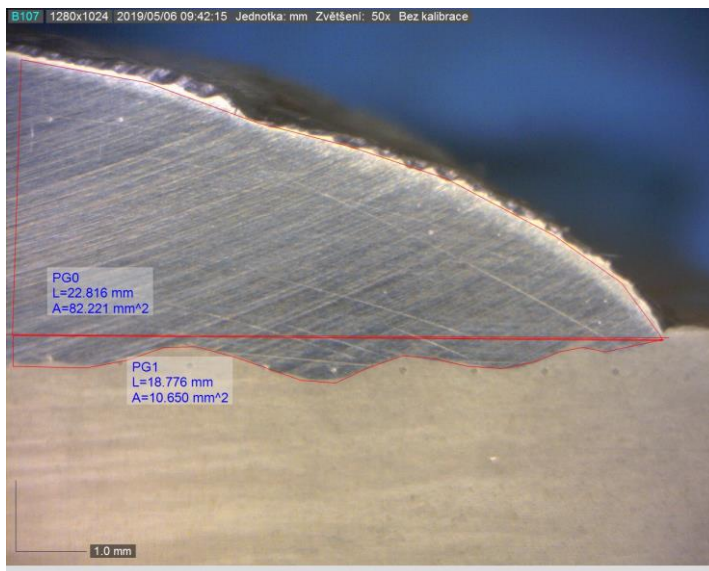 B107 1280x1024 2019/05/06 09:42:15 Jednotka: mm Zvětšení: 50x Bez kalibrace
PG0
L=22.816 mm
A=82.221 mm^2
PG1
L=18.776 mm
A=10.650 mm^2
1.0 mm